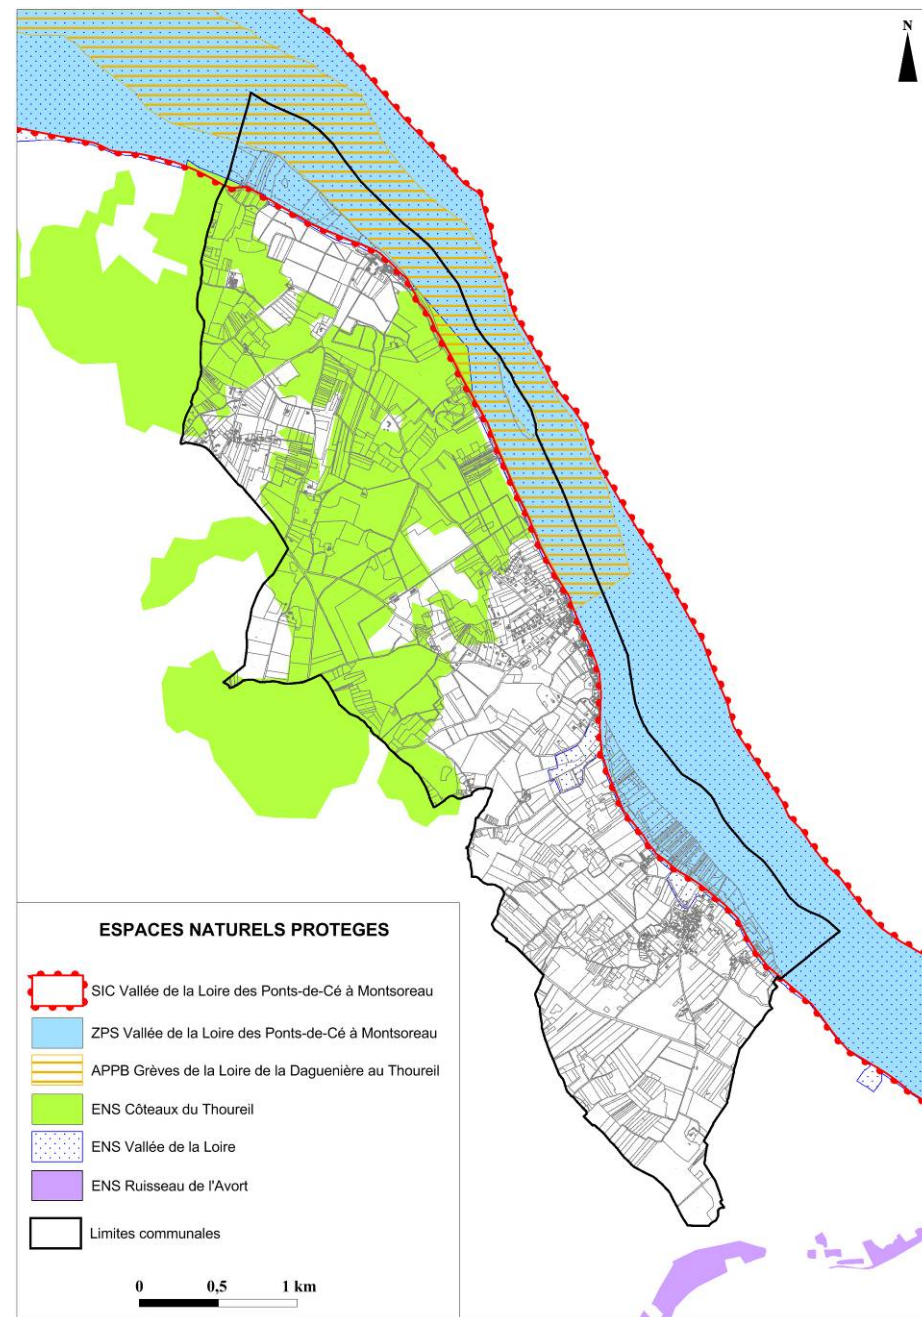 N
ESPACES NATURELS PROTEGES
SIC Vallée de la Loire des Ponts-de-Cé à Montsoreau
ZPS Vallée de la Loire des Ponts-de-Cé à Montsoreau
APPB Grèves de la Loire de la Daguenière au Thoureil
ENS Côteaux du Thoureil
ENS Vallée de la Loire
ENS Ruisseau de l'Avort
Limites communales
0 0,5 1 km